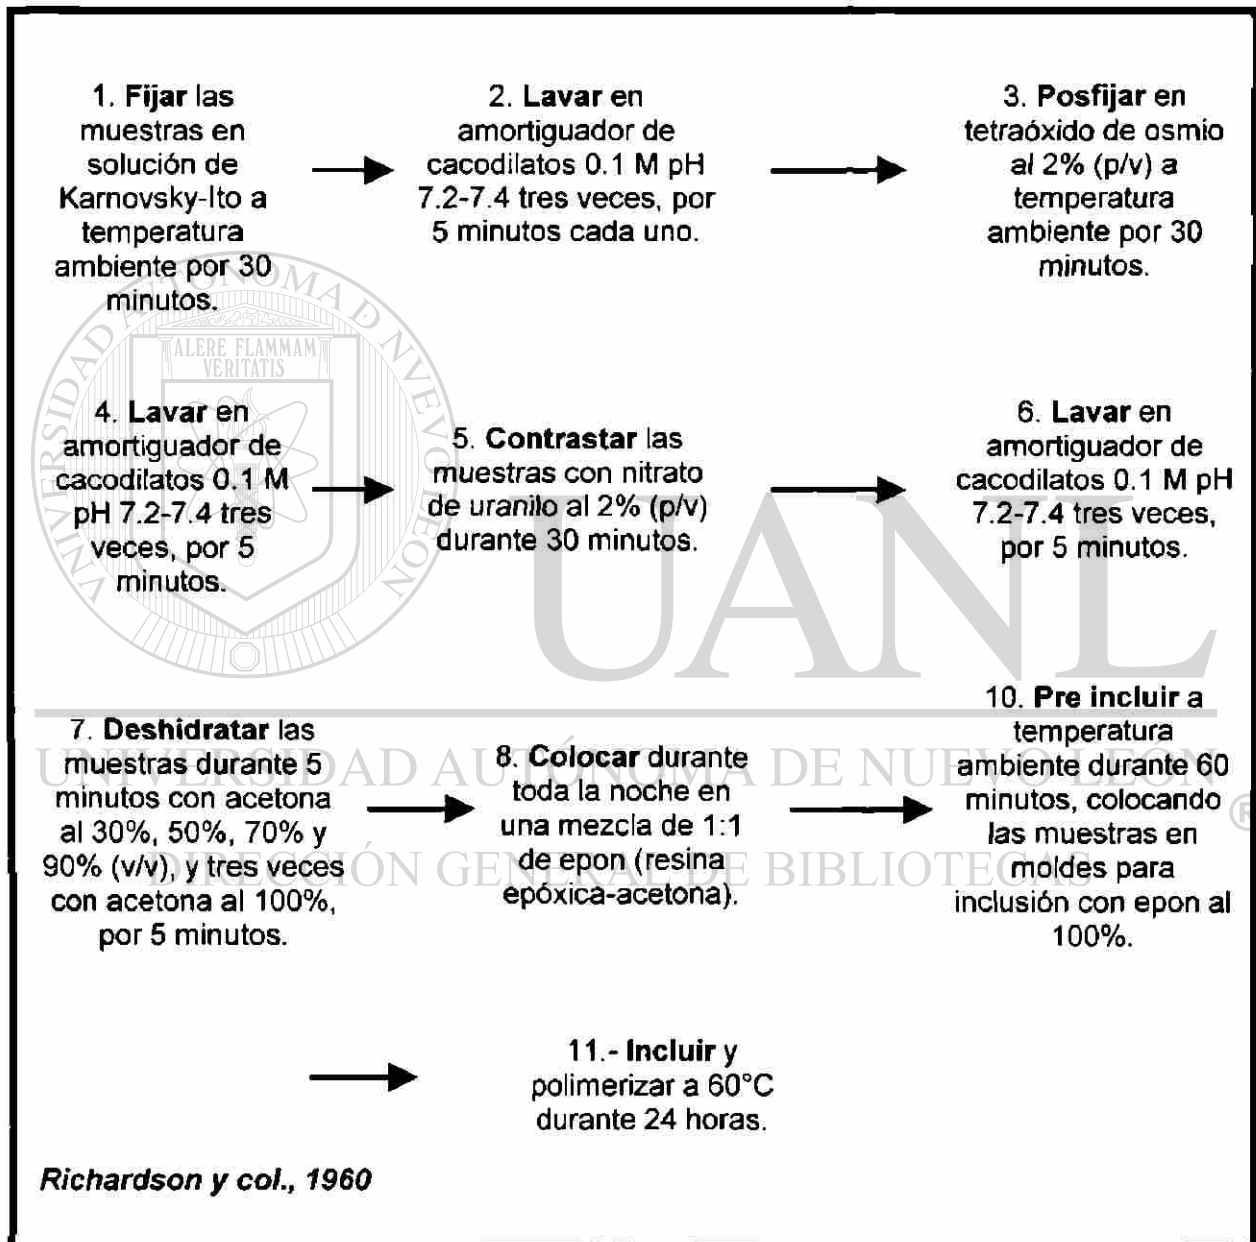 1. Fijar las
muestras en
solución de
Karnovsky-Ito a
temperatura
ambiente por 30
minutos.
2. Lavar en
amortiguador de
cacodilatos 0.1 M pH
7.2-7.4 tres veces, por
5 minutos cada uno.
3. Posfijar en
tetraóxido de osmio
al 2% (p/v) a
temperatura
ambiente por 30
minutos.
4. Lavar en
amortiguador de
cacodilatos 0.1 M
pH 7.2-7.4 tres
veces, por 5
minutos.
5. Contrastar las
muestras con nitrato
de uranilo al 2% (p/v)
durante 30 minutos.
6. Lavar en
amortiguador de
cacodilatos 0.1 M pH
7.2-7.4 tres veces,
por 5 minutos.
7. Deshidratar las
muestras durante 5
minutos con acetona
al 30%, 50%, 70% y
90% (v/v), y tres veces
con acetona al 100%,
por 5 minutos.
8. Colocar durante
toda la noche en
una mezcla de 1:1
de epon (resina
epóxica-acetona).
10. Pre incluir a
temperatura
ambiente durante 60
minutos, colocando
las muestras en
moldes para
inclusión con epon al
100%.
11.- Incluir y
polimerizar a 60°C
durante 24 horas.
Richardson y col., 1960
UNIVERSIDAD AUTÓNOMA DE NUEVO LEÓN
ALERE FLAMMAM
VERITATIS
UANL
UNIVERSIDAD AUTÓNOMA DE NUEVO LEÓN
®
DIRECCIÓN GENERAL DE BIBLIOTECAS